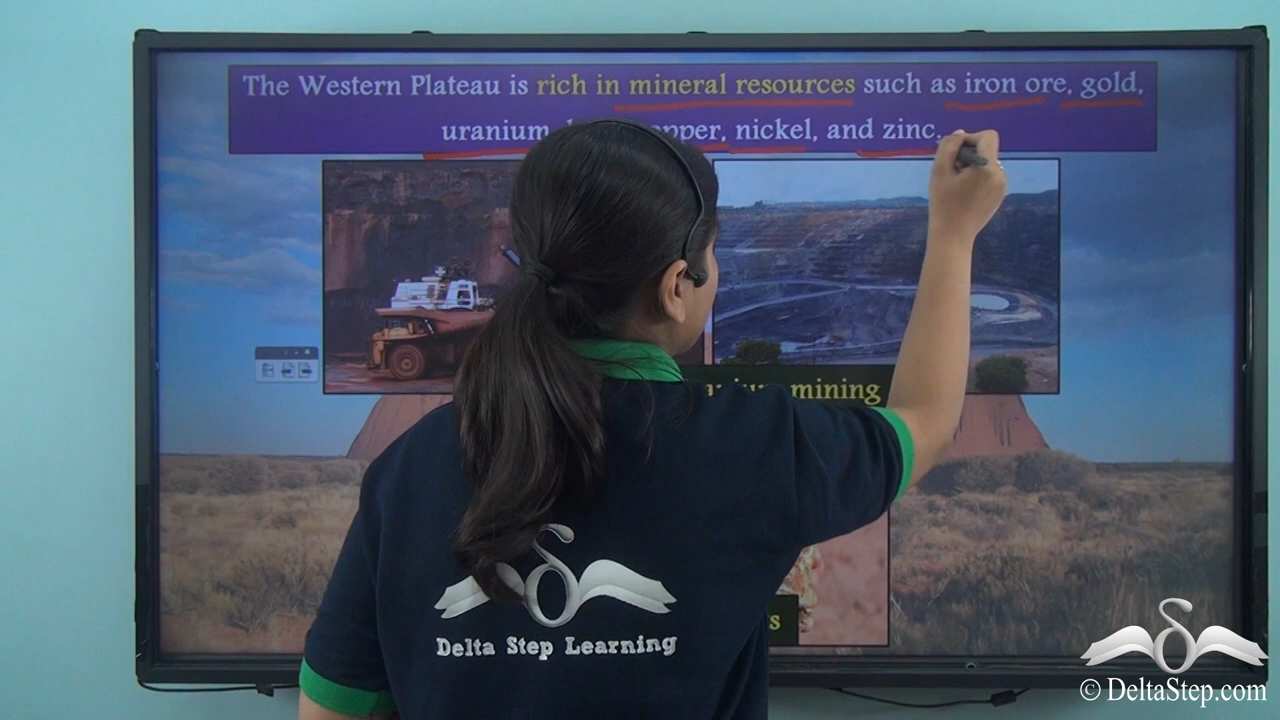 The Western Plateau is rich in mineral resources such as iron ore, gold,
uranium nickel, and zinc.
mining
Delta Step Learning
© DeltaStep.com